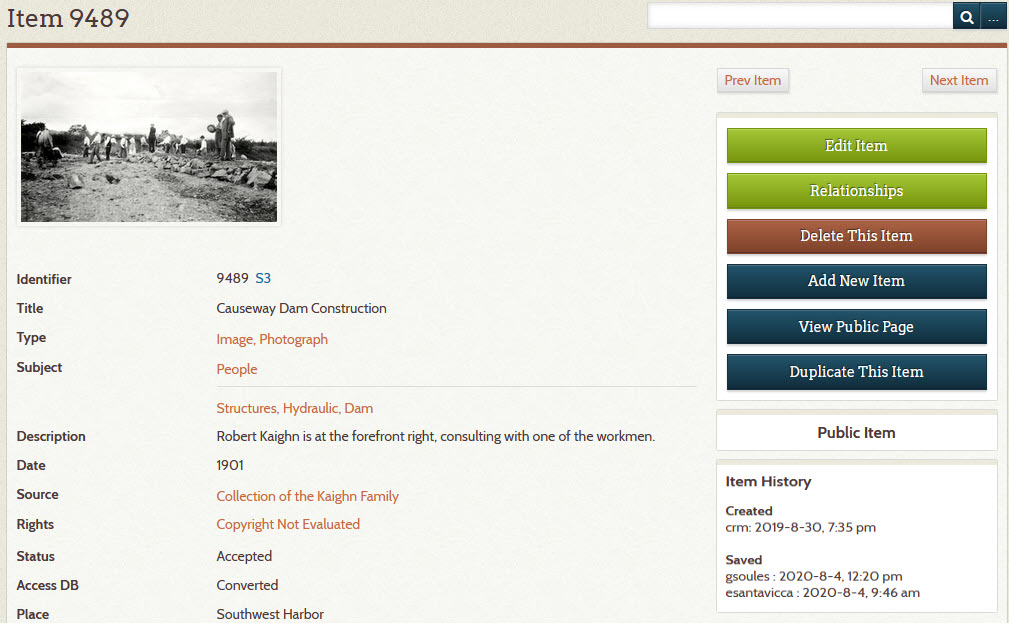 Item 9489
...
Prev Item
Next Item
Edit Item
Relationships
Delete This Item
Add New Item
View Public Page
Duplicate This Item
Public Item
Item History
Created
crm: 2019-8-30, 7:35 pm
Saved
gsoules : 2020-8-4, 12:20 pm
esantavicca : 2020-8-4, 9:46 am
Identifier 9489 S3
Title Causeway Dam Construction
Type Image, Photograph
Subject People
Structures, Hydraulic, Dam
Description Robert Kaighn is at the forefront right, consulting with one of the workmen.
Date 1901
Source Collection of the Kaighn Family
Rights Copyright Not Evaluated
Status Accepted
Access DB Converted
Place Southwest Harbor